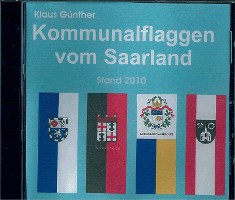 Klaus Günther
Kommunalflaggen
vom Saarland
Stand 2010